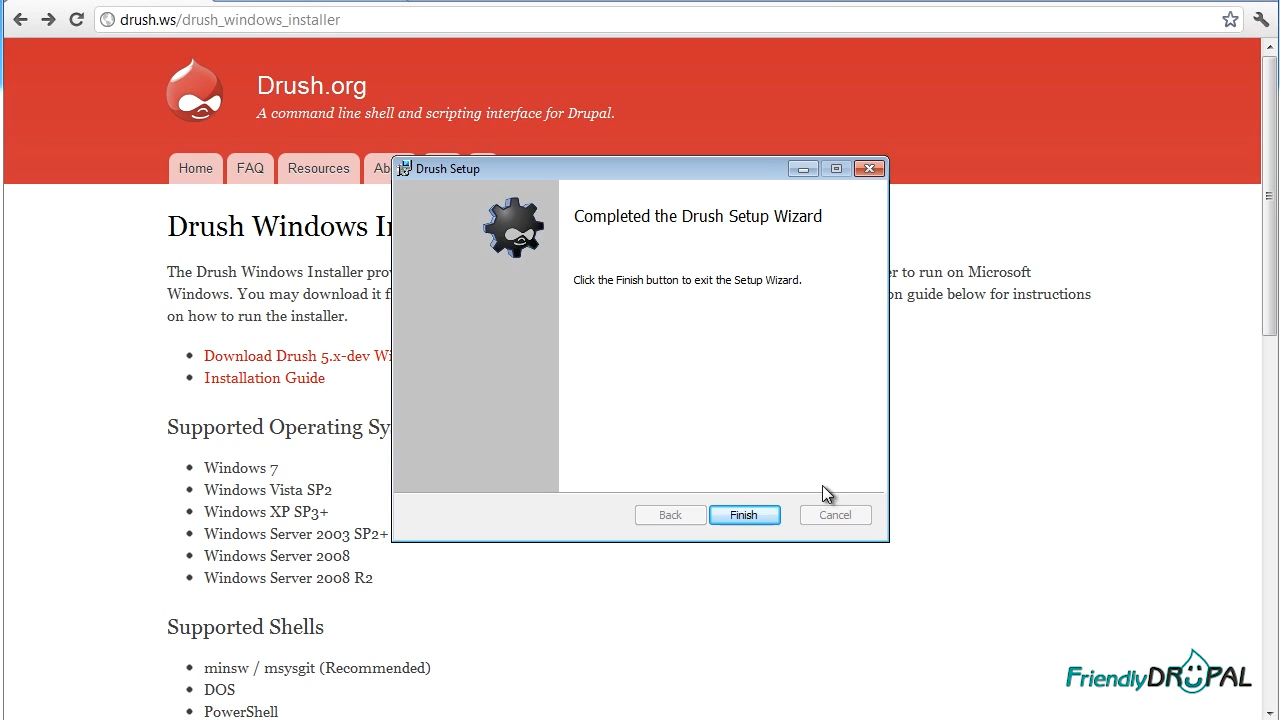 drush.ws/drush_windows_installer
Drush.org
A command line shell and scripting interface for Drupal.
Home FAQ Resources Ab
Drush Setup
Completed the Drush Setup Wizard
Click the Finish button to exit the Setup Wizard.
Back Finish Cancel
Drush Windows I
The Drush Windows Installer prov er to run on Microsoft
Windows. You may download it f on guide below for instructions
on how to run the installer.
Download Drush 5.x-dev Wi
Installation Guide
Supported Operating Sy
Windows 7
Windows Vista SP2
Windows XP SP3+
Windows Server 2003 SP2+
Windows Server 2008
Windows Server 2008 R2
Supported Shells
minsw / msysgit (Recommended)
DOS
PowerShell
FriendlyDRUPAL